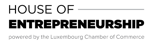 HOUSE OF
ENTREPRENEURSHIP
powered by the Luxembourg Chamber of Commerce